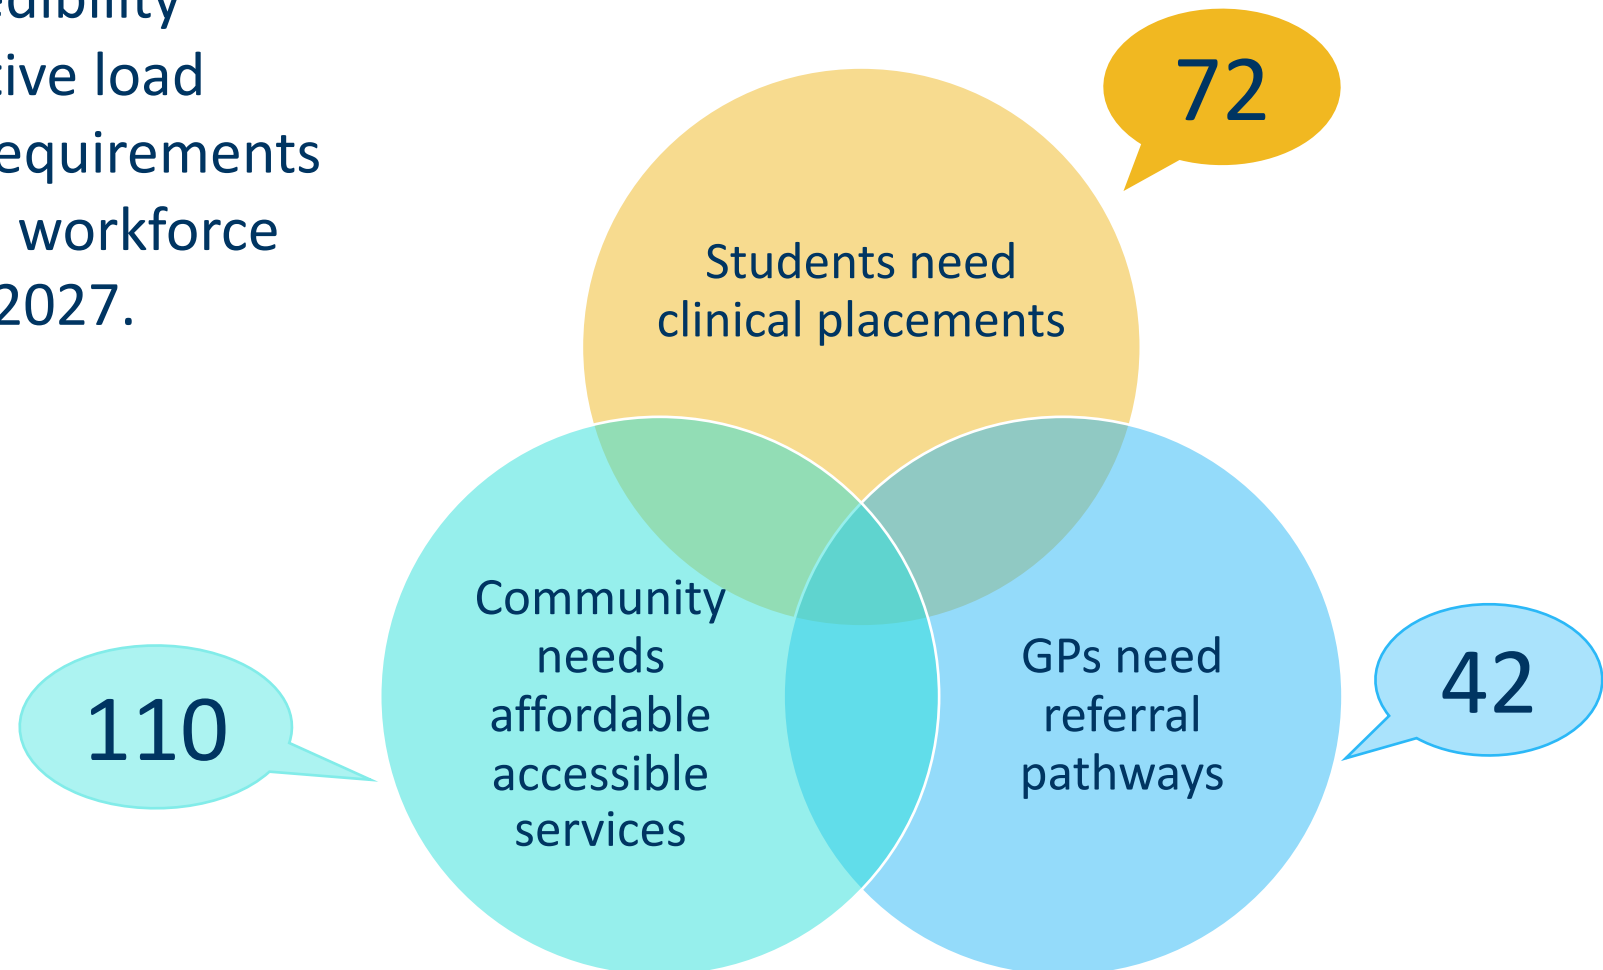 tive load
equirements
workforce
2027.
72
Students need
clinical placements
Community
needs
affordable
accessible
services
GPs need
referral
pathways
110
42